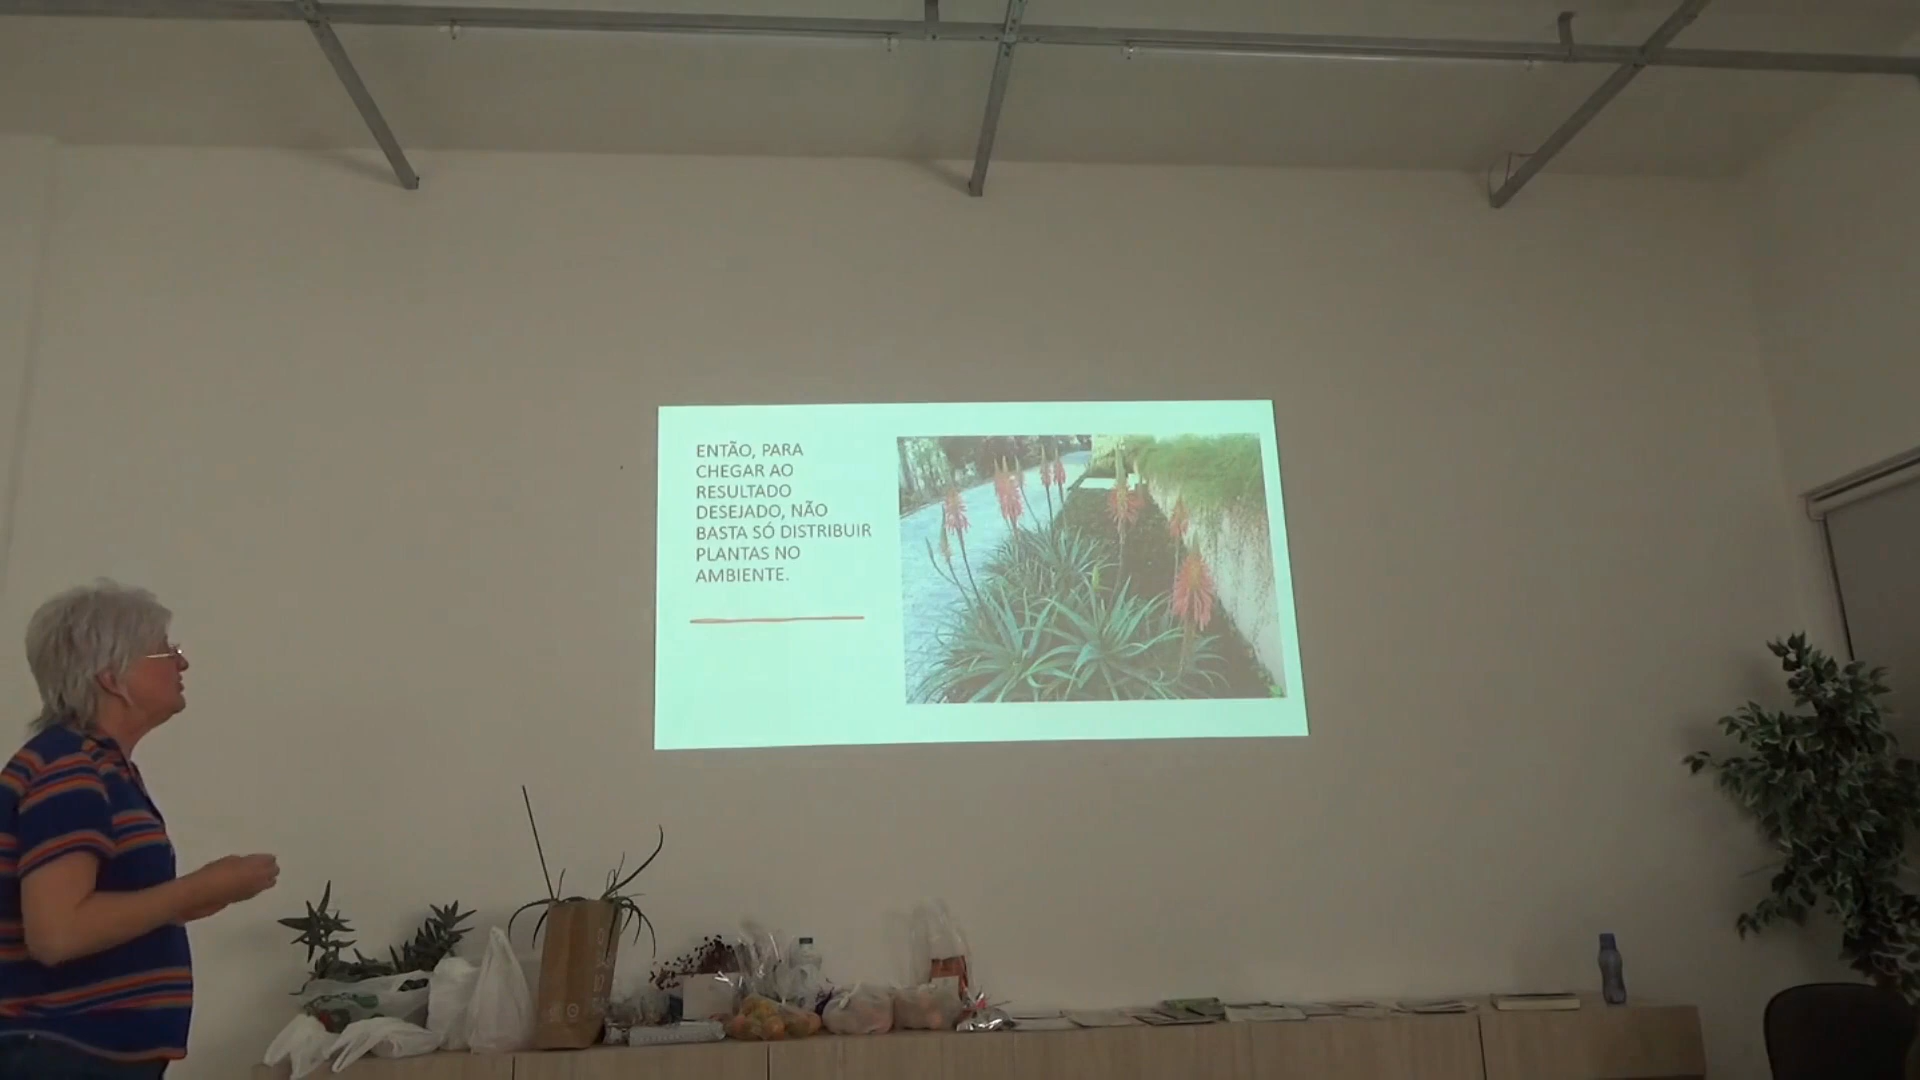 ENTÃO, PARA
CHEGAR AO
RESULTADO
DESEJADO, NÃO
BASTA SÓ DISTRIBUIR
PLANTAS NO
AMBIENTE.